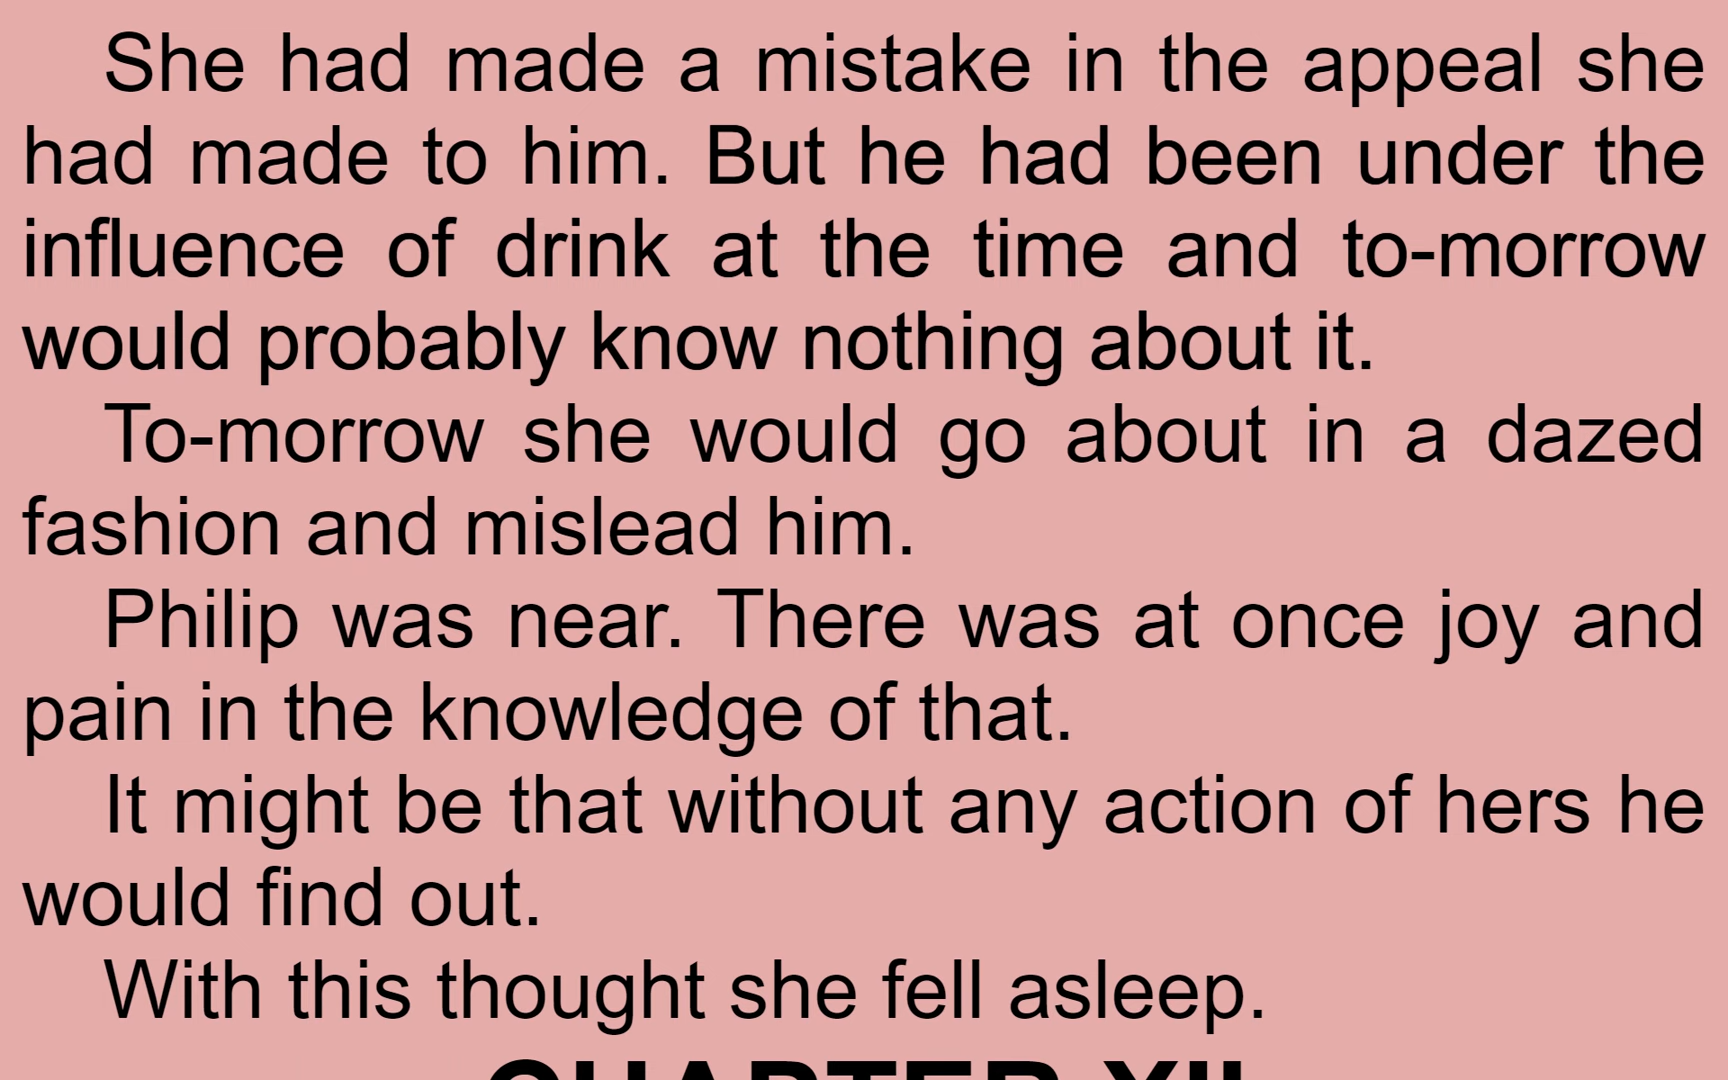 She had made a mistake in the appeal she
had made to him. But he had been under the
influence of drink at the time and to-morrow
would probably know nothing about it.
To-morrow she would go about in a dazed
fashion and mislead him.
Philip was near. There was at once joy and
pain in the knowledge of that.
It might be that without any action of hers he
would find out.
With this thought she fell asleep.
CHAPTER XII